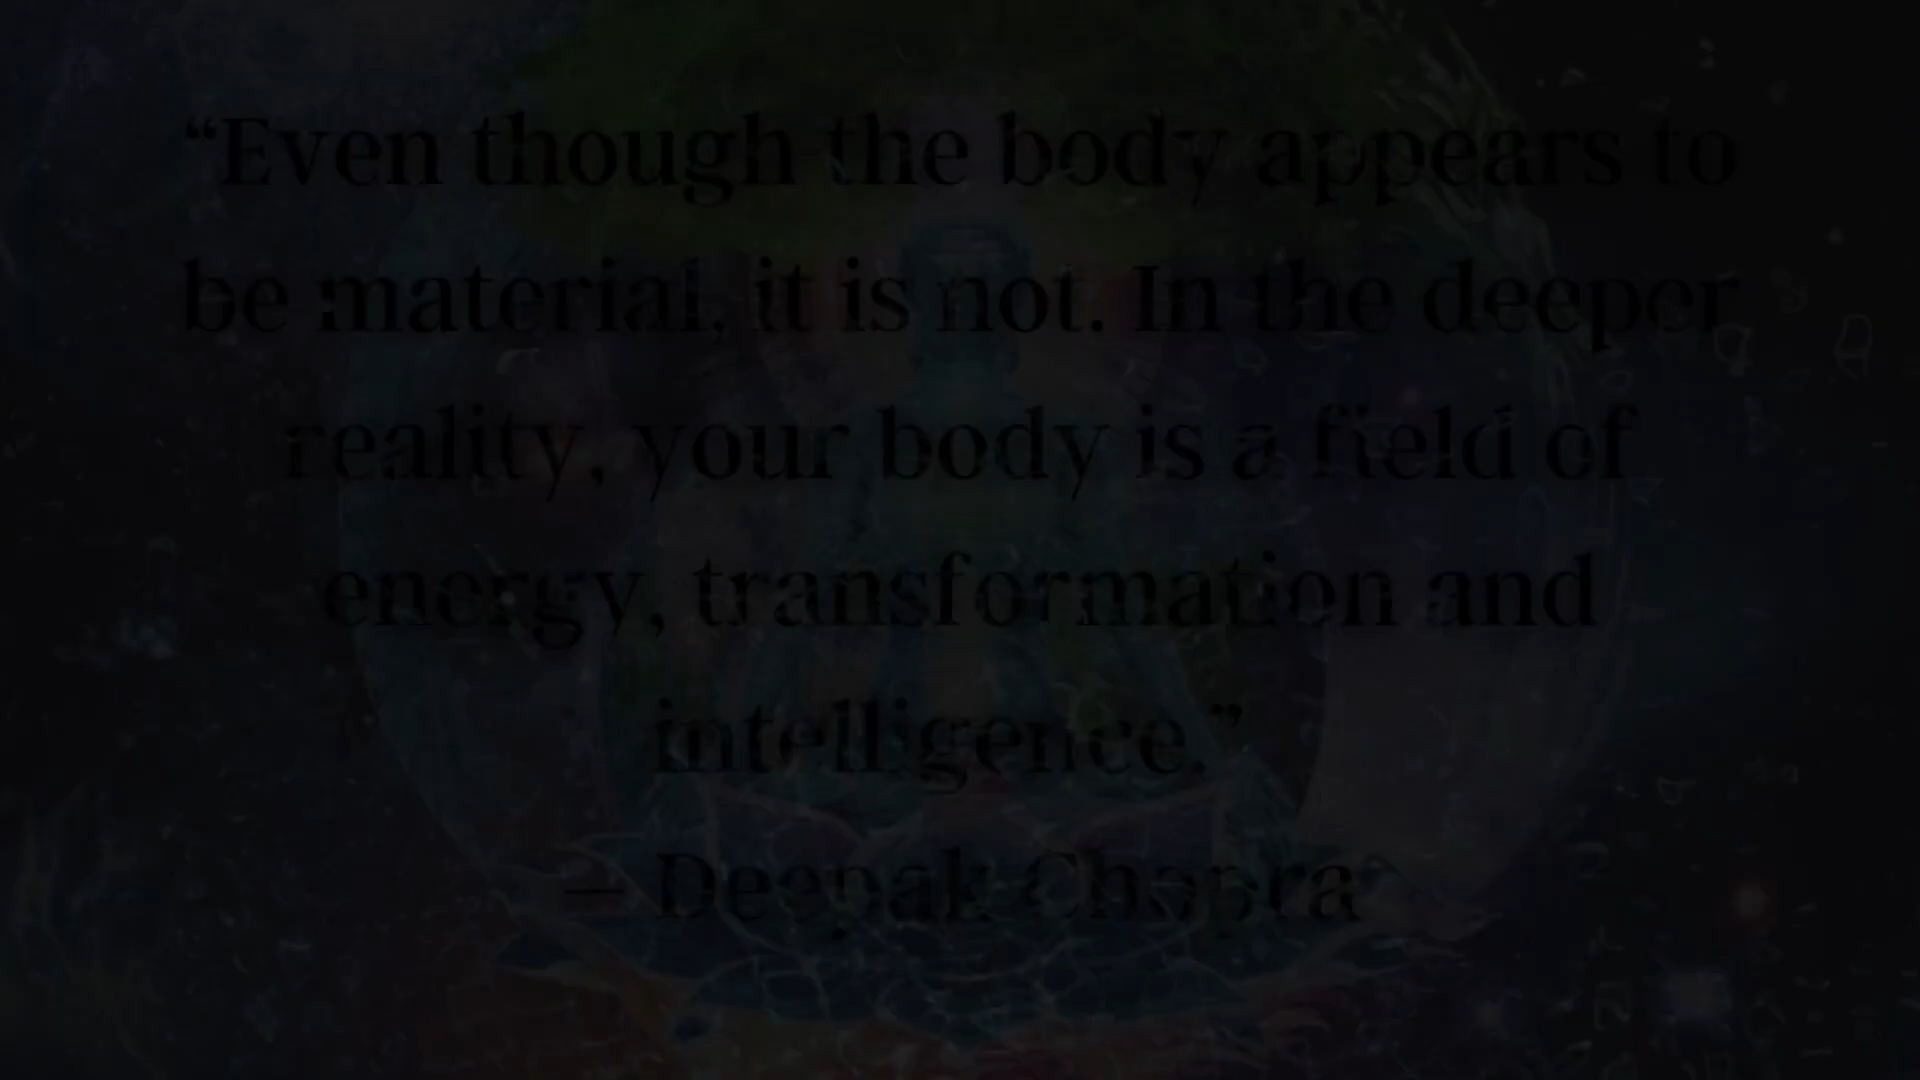 “Even though the body appears to
be material, it is not. In the deeper
reality, your body is a field of
energy, transformation and
intelligence.”
— Deepak Chopra